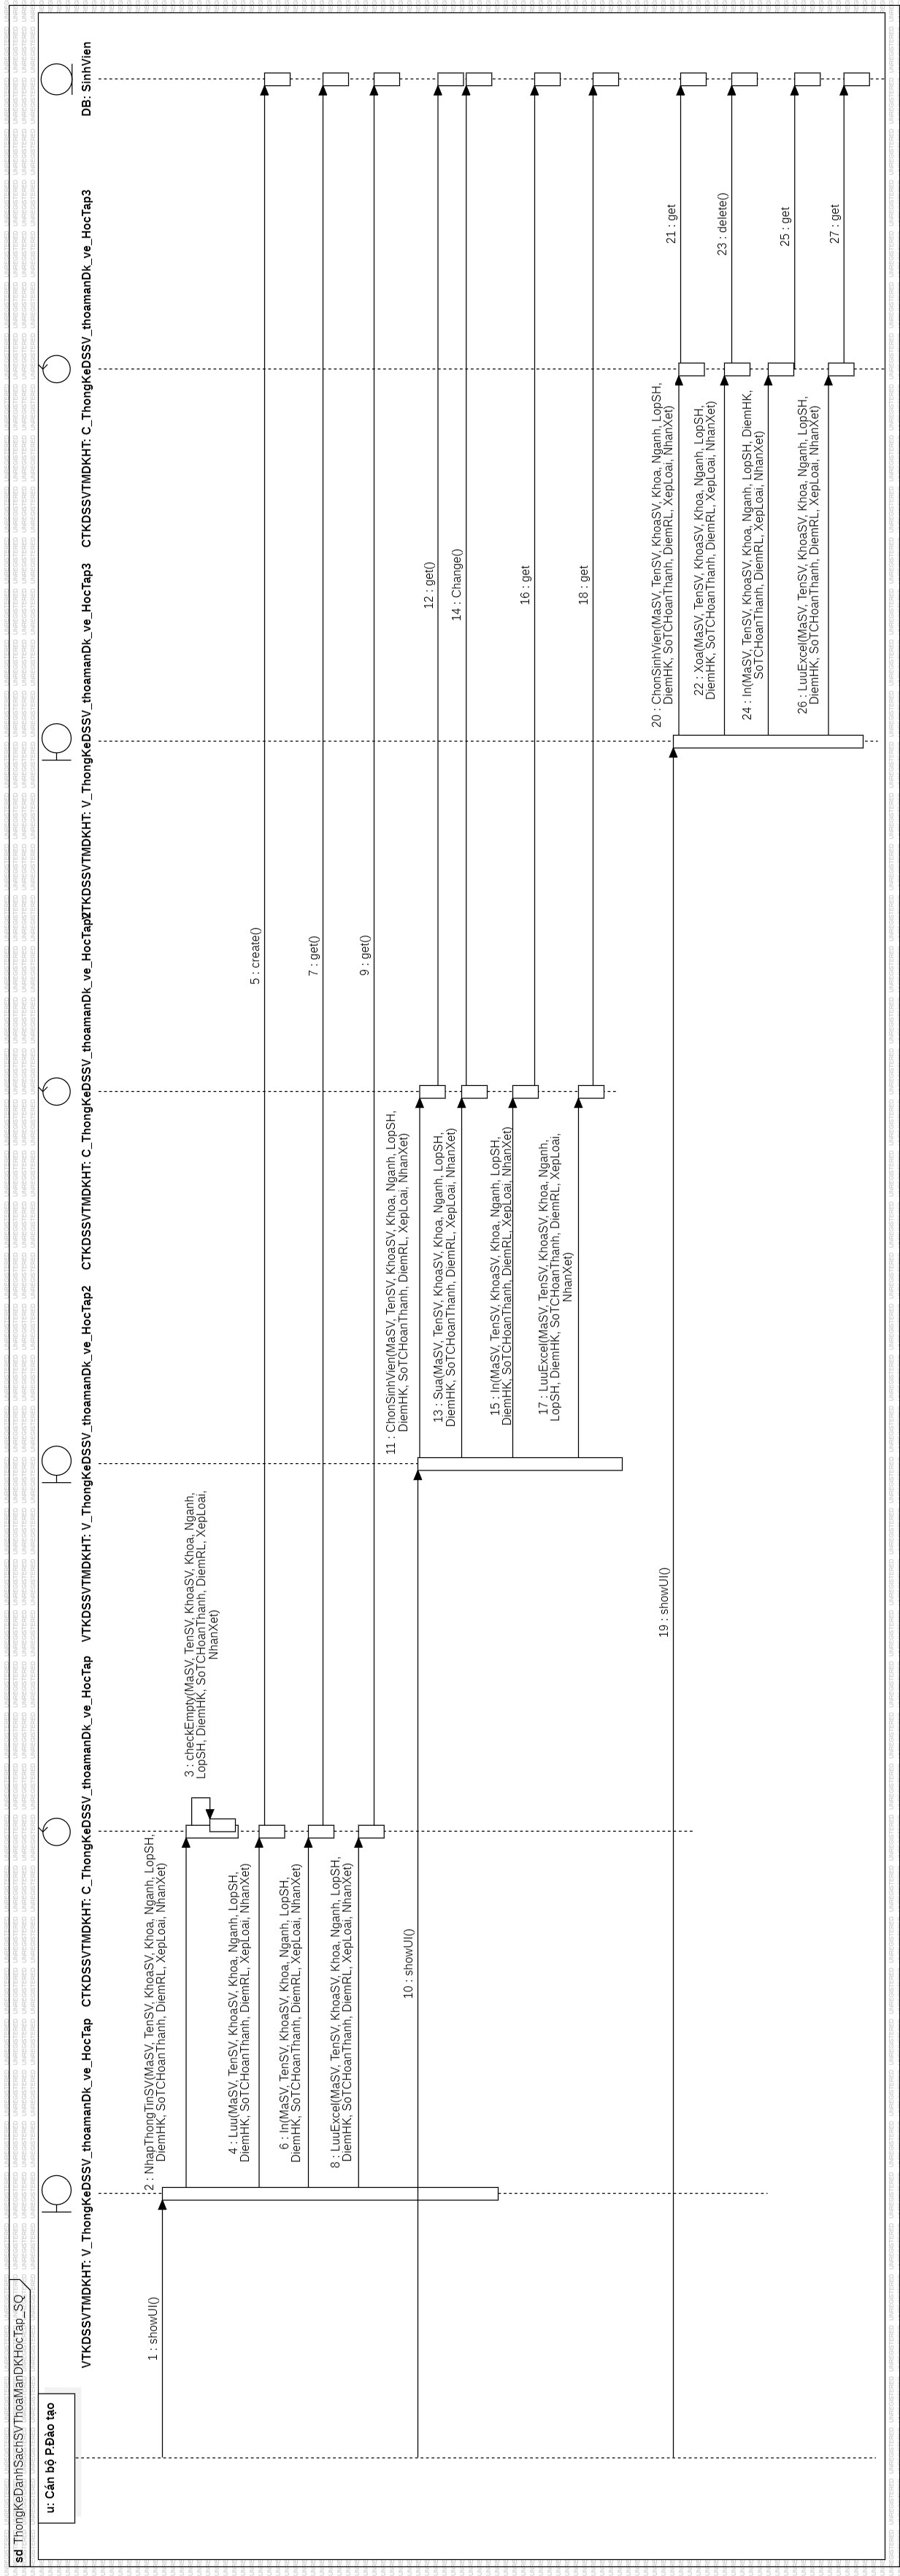 sd ThongKeDanhSachSVThoaManDKHocTap_SQ
u: Cán bộ P.Đào tạo
VTKDSSVTMDKHT: V_ThongKeDSSV_thoamanDk_ve_HocTap
CTKDSSVTMDKHT: C_ThongKeDSSV_thoamanDk_ve_HocTap
VTKDSSVTMDKHT: V_ThongKeDSSV_thoamanDk_ve_HocTap2
CTKDSSVTMDKHT: C_ThongKeDSSV_thoamanDk_ve_HocTap2
VTKDSSVTMDKHT: V_ThongKeDSSV_thoamanDk_ve_HocTap3
CTKDSSVTMDKHT: C_ThongKeDSSV_thoamanDk_ve_HocTap3
DB: SinhVien
1 : showUI()
2 : NhapThongTinSV(MaSV, TenSV, KhoaSV, Khoa, Nganh, LopSH,
DiemHK, SoTCHoanThanh, DiemRL, XepLoai, NhanXet)
3 : checkEmpty(MaSV, TenSV, KhoaSV, Khoa, Nganh,
LopSH, DiemHK, SoTCHoanThanh, DiemRL, XepLoai,
NhanXet)
4 : Luu(MaSV, TenSV, KhoaSV, Khoa, Nganh, LopSH,
DiemHK, SoTCHoanThanh, DiemRL, XepLoai, NhanXet)
5 : create()
6 : In(MaSV, TenSV, KhoaSV, Khoa, Nganh, LopSH,
DiemHK, SoTCHoanThanh, DiemRL, XepLoai, NhanXet)
7 : get()
8 : LuuExcel(MaSV, TenSV, KhoaSV, Khoa, Nganh, LopSH,
DiemHK, SoTCHoanThanh, DiemRL, XepLoai, NhanXet)
9 : get()
10 : showUI()
11 : ChonSinhVien(MaSV, TenSV, KhoaSV, Khoa, Nganh, LopSH,
DiemHK, SoTCHoanThanh, DiemRL, XepLoai, NhanXet)
12 : get()
13 : Sua(MaSV, TenSV, KhoaSV, Khoa, Nganh, LopSH,
DiemHK, SoTCHoanThanh, DiemRL, XepLoai, NhanXet)
14 : Change()
15 : In(MaSV, TenSV, KhoaSV, Khoa, Nganh, LopSH,
DiemHK, SoTCHoanThanh, DiemRL, XepLoai, NhanXet)
16 : get
17 : LuuExcel(MaSV, TenSV, KhoaSV, Khoa, Nganh,
LopSH, DiemHK, SoTCHoanThanh, DiemRL, XepLoai,
NhanXet)
18 : get
19 : showUI()
20 : ChonSinhVien(MaSV, TenSV, KhoaSV, Khoa, Nganh, LopSH,
DiemHK, SoTCHoanThanh, DiemRL, XepLoai, NhanXet)
21 : get
22 : Xoa(MaSV, TenSV, KhoaSV, Khoa, Nganh, LopSH,
DiemHK, SoTCHoanThanh, DiemRL, XepLoai, NhanXet)
23 : delete()
24 : In(MaSV, TenSV, KhoaSV, Khoa, Nganh, LopSH, DiemHK,
SoTCHoanThanh, DiemRL, XepLoai, NhanXet)
25 : get
26 : LuuExcel(MaSV, TenSV, KhoaSV, Khoa, Nganh, LopSH,
DiemHK, SoTCHoanThanh, DiemRL, XepLoai, NhanXet)
27 : get
UNREGISTERED